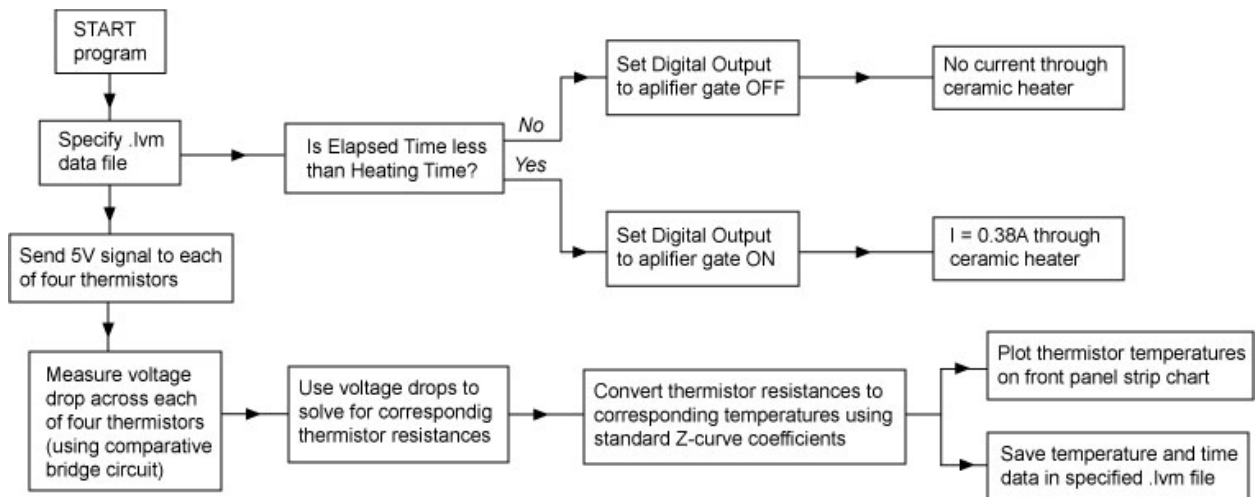 START
program
Specify .lvm
data file
Is Elapsed Time less
than Heating Time?
No
Yes
Set Digital Output
to aplifier gate OFF
No current through
ceramic heater
Set Digital Output
to aplifier gate ON
I = 0.38A through
ceramic heater
Send 5V signal to each
of four thermistors
Measure voltage
drop across each
of four thermistors
(using comparative
bridge circuit)
Use voltage drops to
solve for correspondig
thermistor resistances
Convert thermistor resistances to
corresponding temperatures using
standard Z-curve coefficients
Plot thermistor temperatures
on front panel strip chart
Save temperature and time
data in specified .lvm file